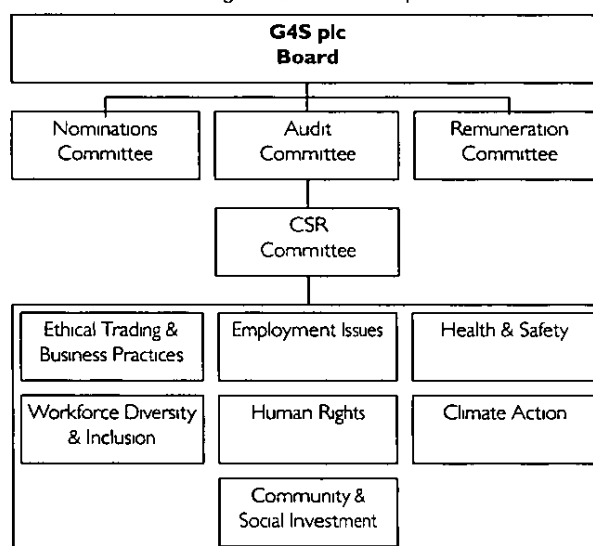 G4S plc
Board
Nominations
Committee
Audit
Committee
Remuneration
Committee
CSR
Committee
Ethical Trading &
Business Practices
Employment Issues
Health & Safety
Workforce Diversity
& Inclusion
Human Rights
Climate Action
Community &
Social Investment